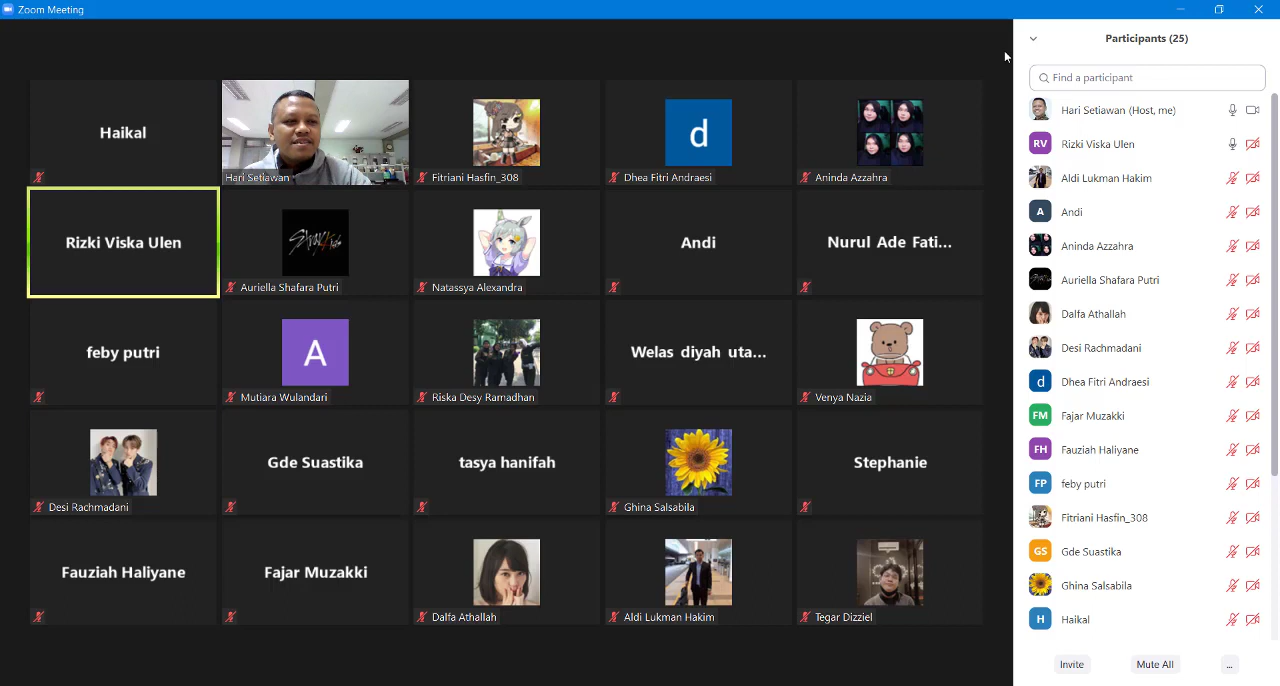 Zoom Meeting
Haikal
Hari Setiawan
Fitriani Hasfin_308
d
Dhea Fitri Andraesi
Aninda Azzahra
Rizki Viska Ulen
Auriella Shafara Putri
Natassya Alexandra
Andi
Nurul Ade Fati...
feby putri
A
Mutiara Wulandari
Riska Desy Ramadhan
Welas diyah uta...
Venya Nazia
Desi Rachmadani
Gde Suastika
tasya hanifah
Ghina Salsabila
Stephanie
Fauziah Haliyane
Fajar Muzakki
Dalfa Athallah
Aldi Lukman Hakim
Tegar Dizziel
Participants (25)
Find a participant
Hari Setiawan (Host, me)
RV Rizki Viska Ulen
Aldi Lukman Hakim
A Andi
Aninda Azzahra
Auriella Shafara Putri
Dalfa Athallah
Desi Rachmadani
d Dhea Fitri Andraesi
FM Fajar Muzakki
FH Fauziah Haliyane
FP feby putri
Fitriani Hasfin_308
GS Gde Suastika
Ghina Salsabila
H Haikal
Invite Mute All ...